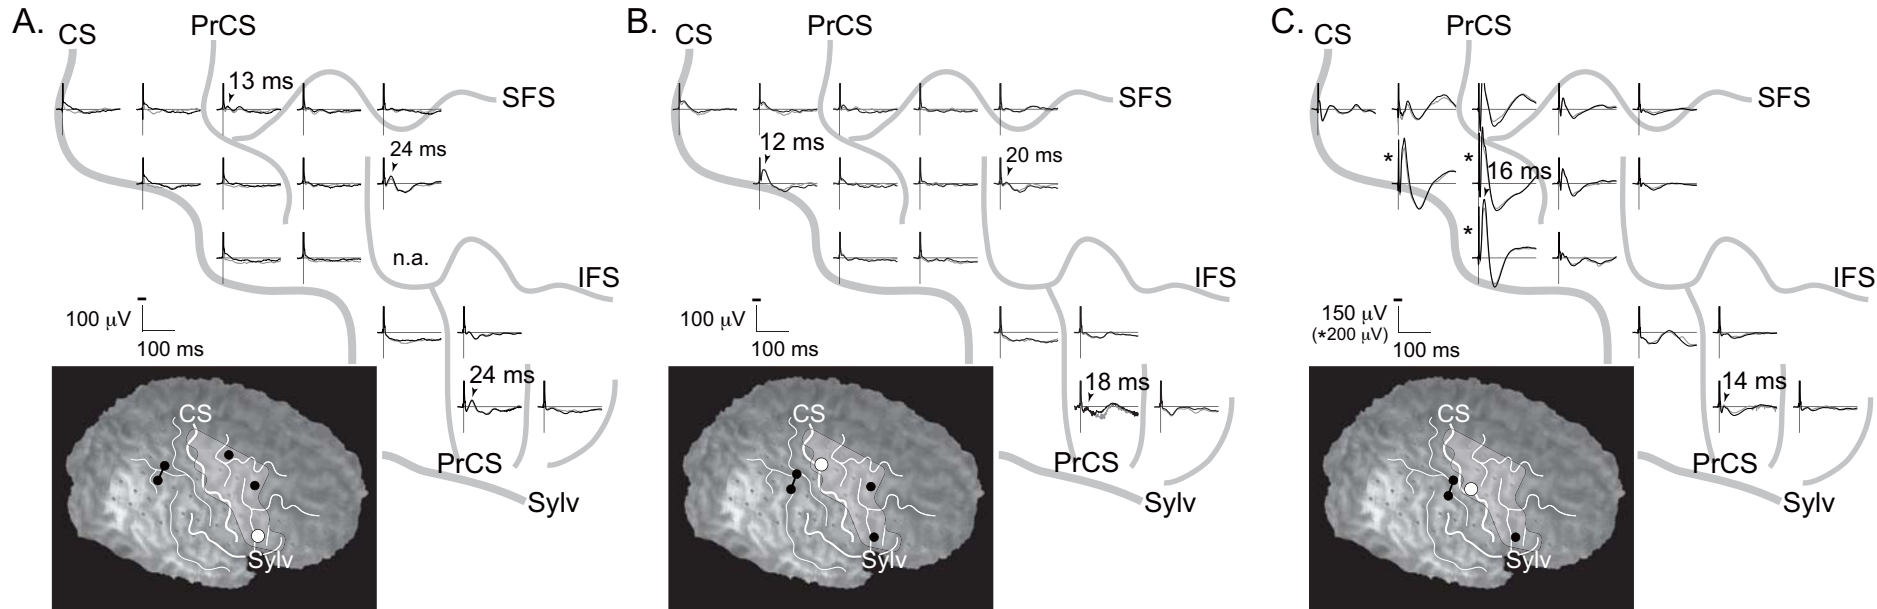 A.
CS
PrCS
13 ms
SFS
24 ms
n.a.
IFS
100 μV
100 ms
24 ms
CS
PrCS
Sylv
Sylv
B.
CS
PrCS
SFS
12 ms
20 ms
IFS
100 μV
100 ms
18 ms
CS
PrCS
Sylv
Sylv
C.
CS
PrCS
SFS
*
*
16 ms
*
IFS
150 μV
(*200 μV)
100 ms
14 ms
CS
PrCS
Sylv
Sylv